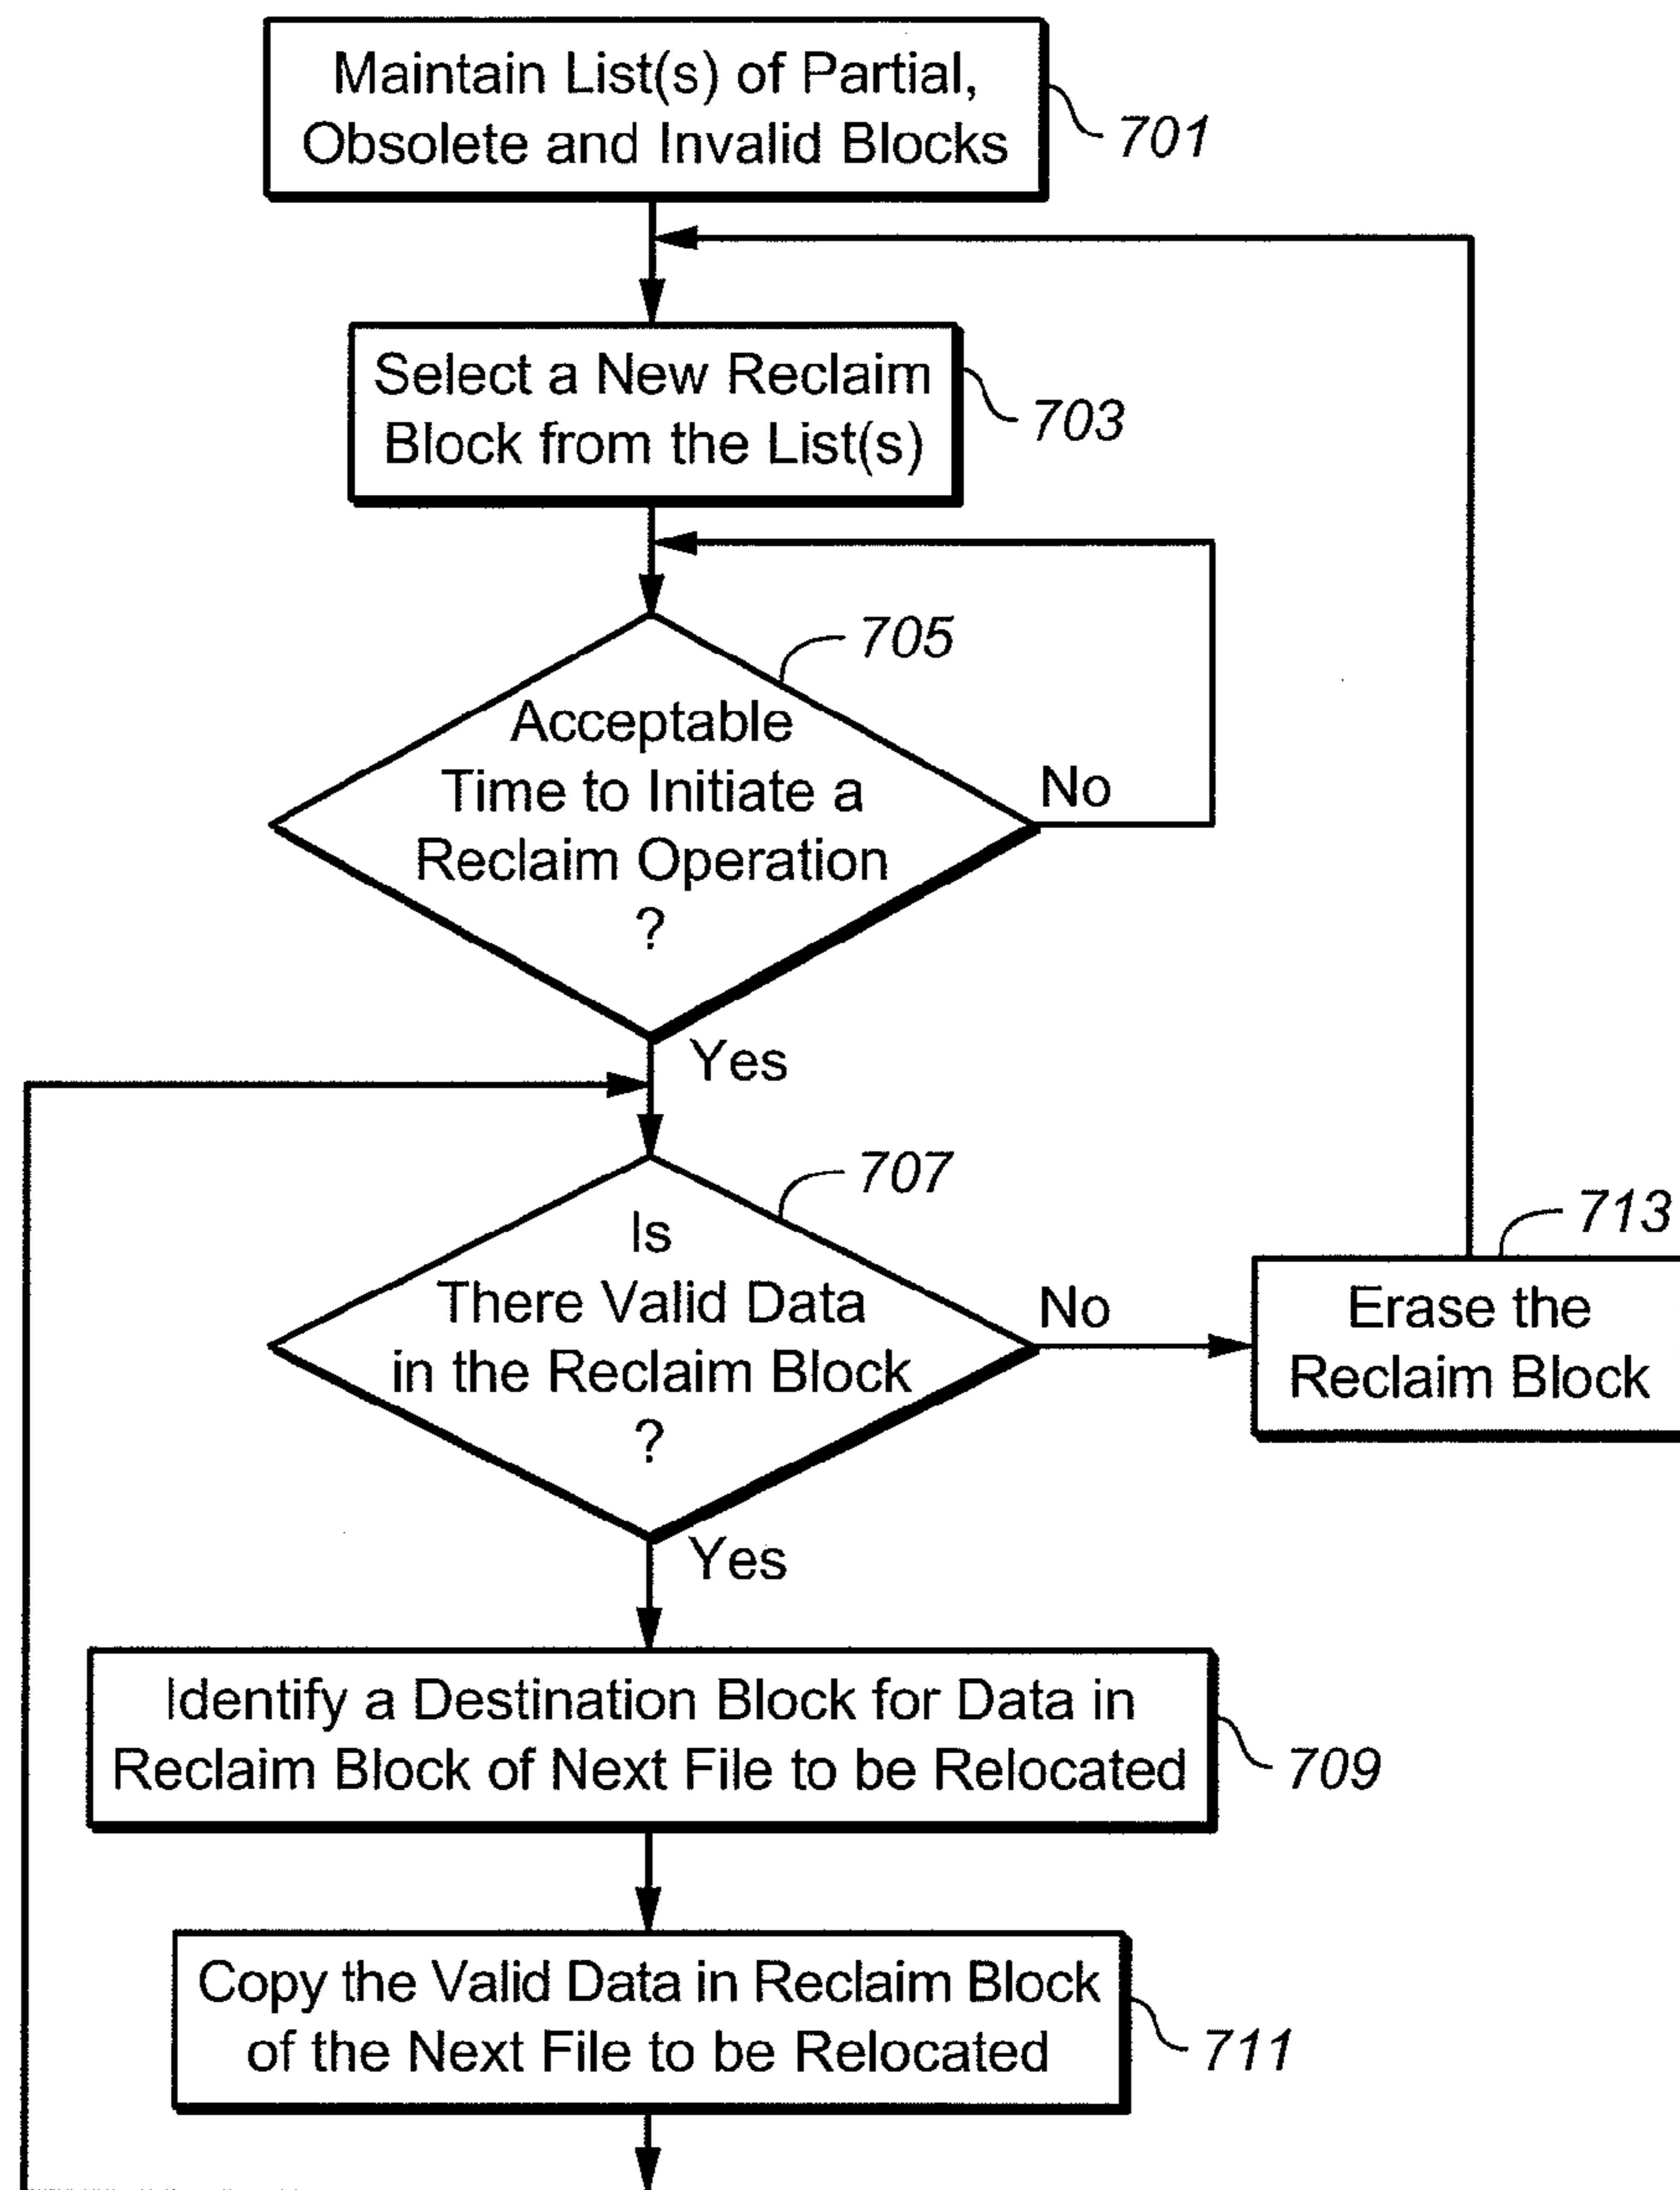 Maintain List(s) of Partial,
Obsolete and Invalid Blocks
701
Select a New Reclaim
Block from the List(s)
703
705
Acceptable
Time to Initiate a
Reclaim Operation
?
No
Yes
707
Is
There Valid Data
in the Reclaim Block
?
No
Yes
713
Erase the
Reclaim Block
Identify a Destination Block for Data in
Reclaim Block of Next File to be Relocated
709
Copy the Valid Data in Reclaim Block
of the Next File to be Relocated
711